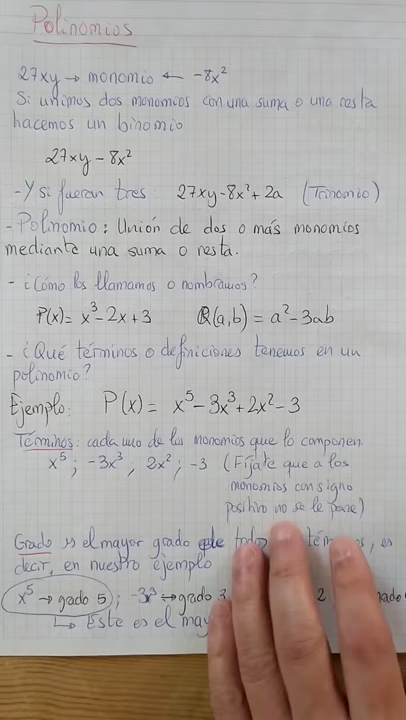 Polinomios
27xy → monomio ← -8x²
Si unimos dos monomios con una suma o una resta
hacemos un binomio
27xy - 8x²
- Y si fueran tres: 27xy - 8x² + 2a (Trinomio)
- Polinomio: Unión de dos o más monomios
mediante una suma o resta.
- ¿Cómo los llamamos o nombramos?
P(x) = x³ - 2x + 3 Q(a,b) = a² - 3ab
- ¿Qué términos o definiciones tenemos en un
polinomio?
Ejemplo: P(x) = x⁵ - 3x³ + 2x² - 3
Términos: cada uno de los monomios que lo componen
x⁵ ; -3x³ , 2x² ; -3 (Fíjate que a los
monomios con signo
positivo no se le pone)
Grado es el mayor grado de
decir, en nuestro ejemplo
x⁵ → grado 5 ; -3x³ → grado 3 2
↳ Este es el